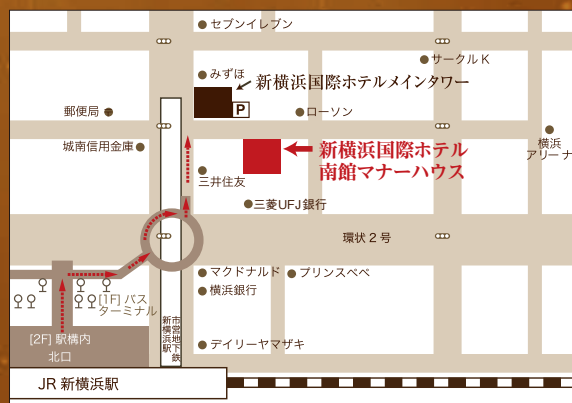 セブンイレブン
サークルK
みずほ
新横浜国際ホテルメインタワー
P
郵便局
ローソン
城南信用金庫
新横浜国際ホテル
南館マナーハウス
横浜
アリーナ
三井住友
三菱UFJ銀行
環状2号
マクドナルド
プリンスペペ
横浜銀行
[1F] バス
ターミナル
市営地下鉄
新横浜駅
[2F] 駅構内
北口
デイリーヤマザキ
JR 新横浜駅